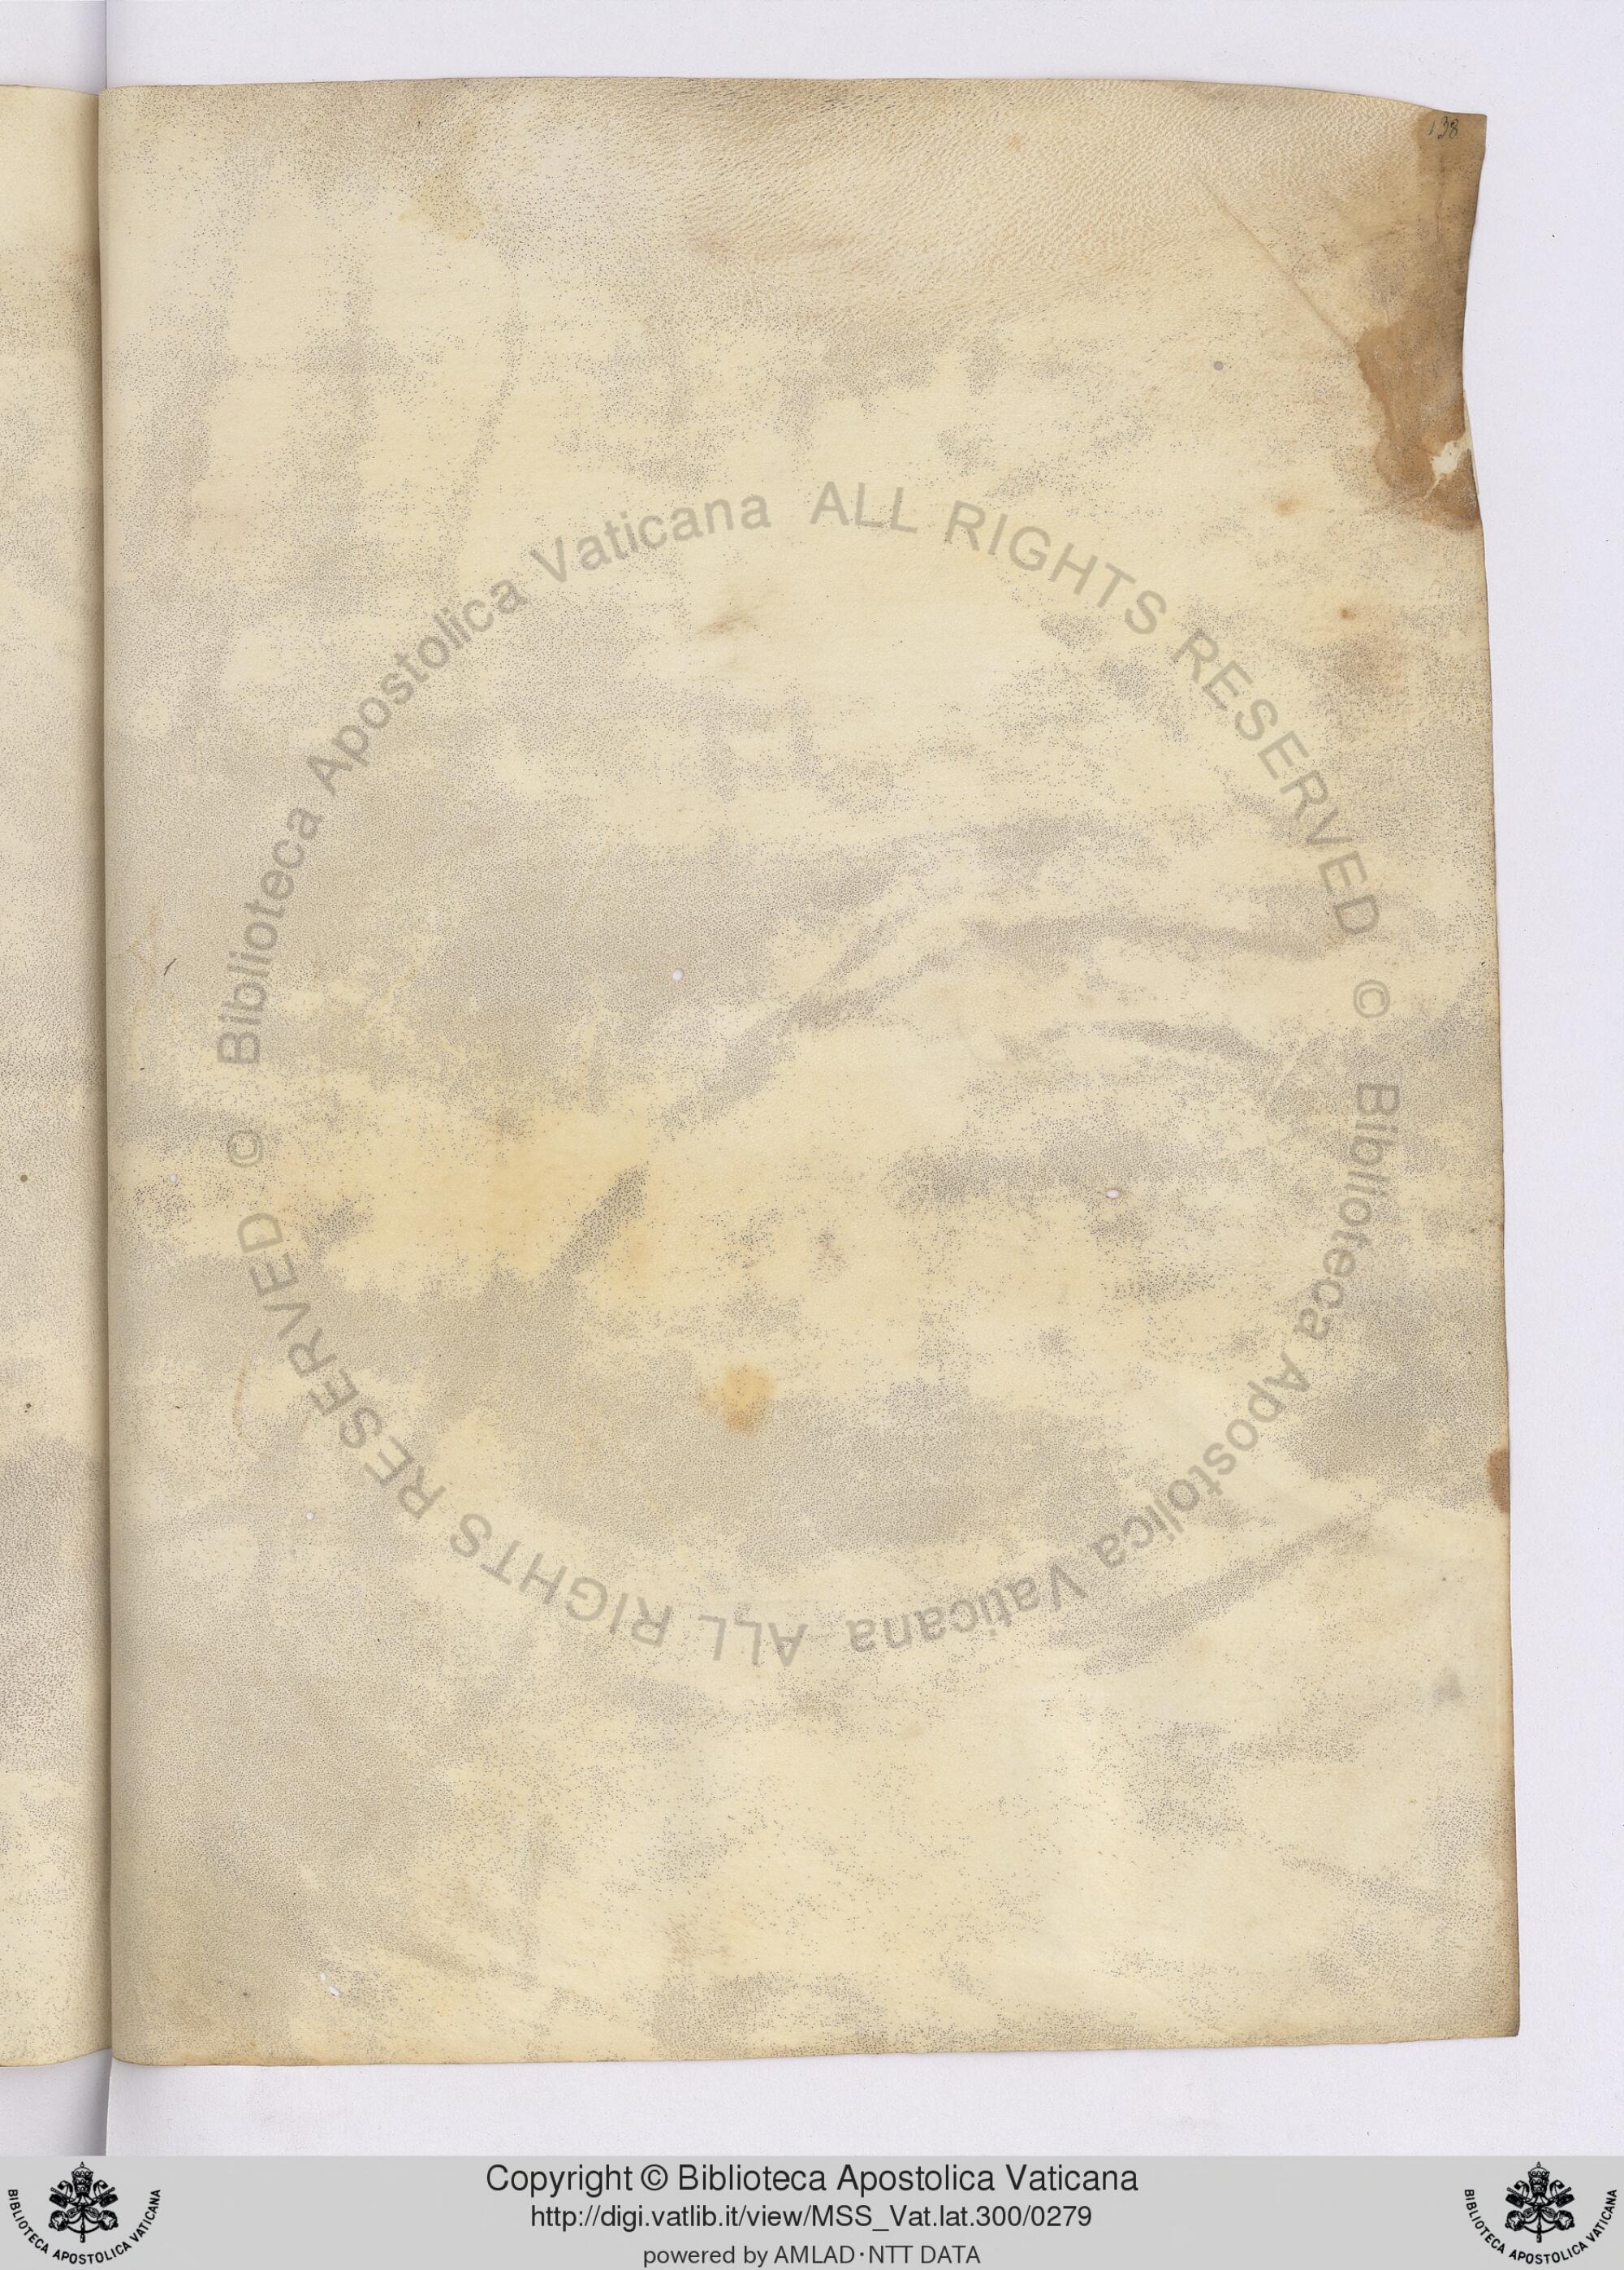 138
Biblioteca Apostolica Vaticana ALL RIGHTS RESERVED ©
Biblioteca Apostolica Vaticana ALL RIGHTS RESERVED ©
Copyright © Biblioteca Apostolica Vaticana
http://digi.vatlib.it/view/MSS_Vat.lat.300/0279
powered by AMLAD·NTT DATA
BIBLIOTECA APOSTOLICA VATICANA
BIBLIOTECA APOSTOLICA VATICANA